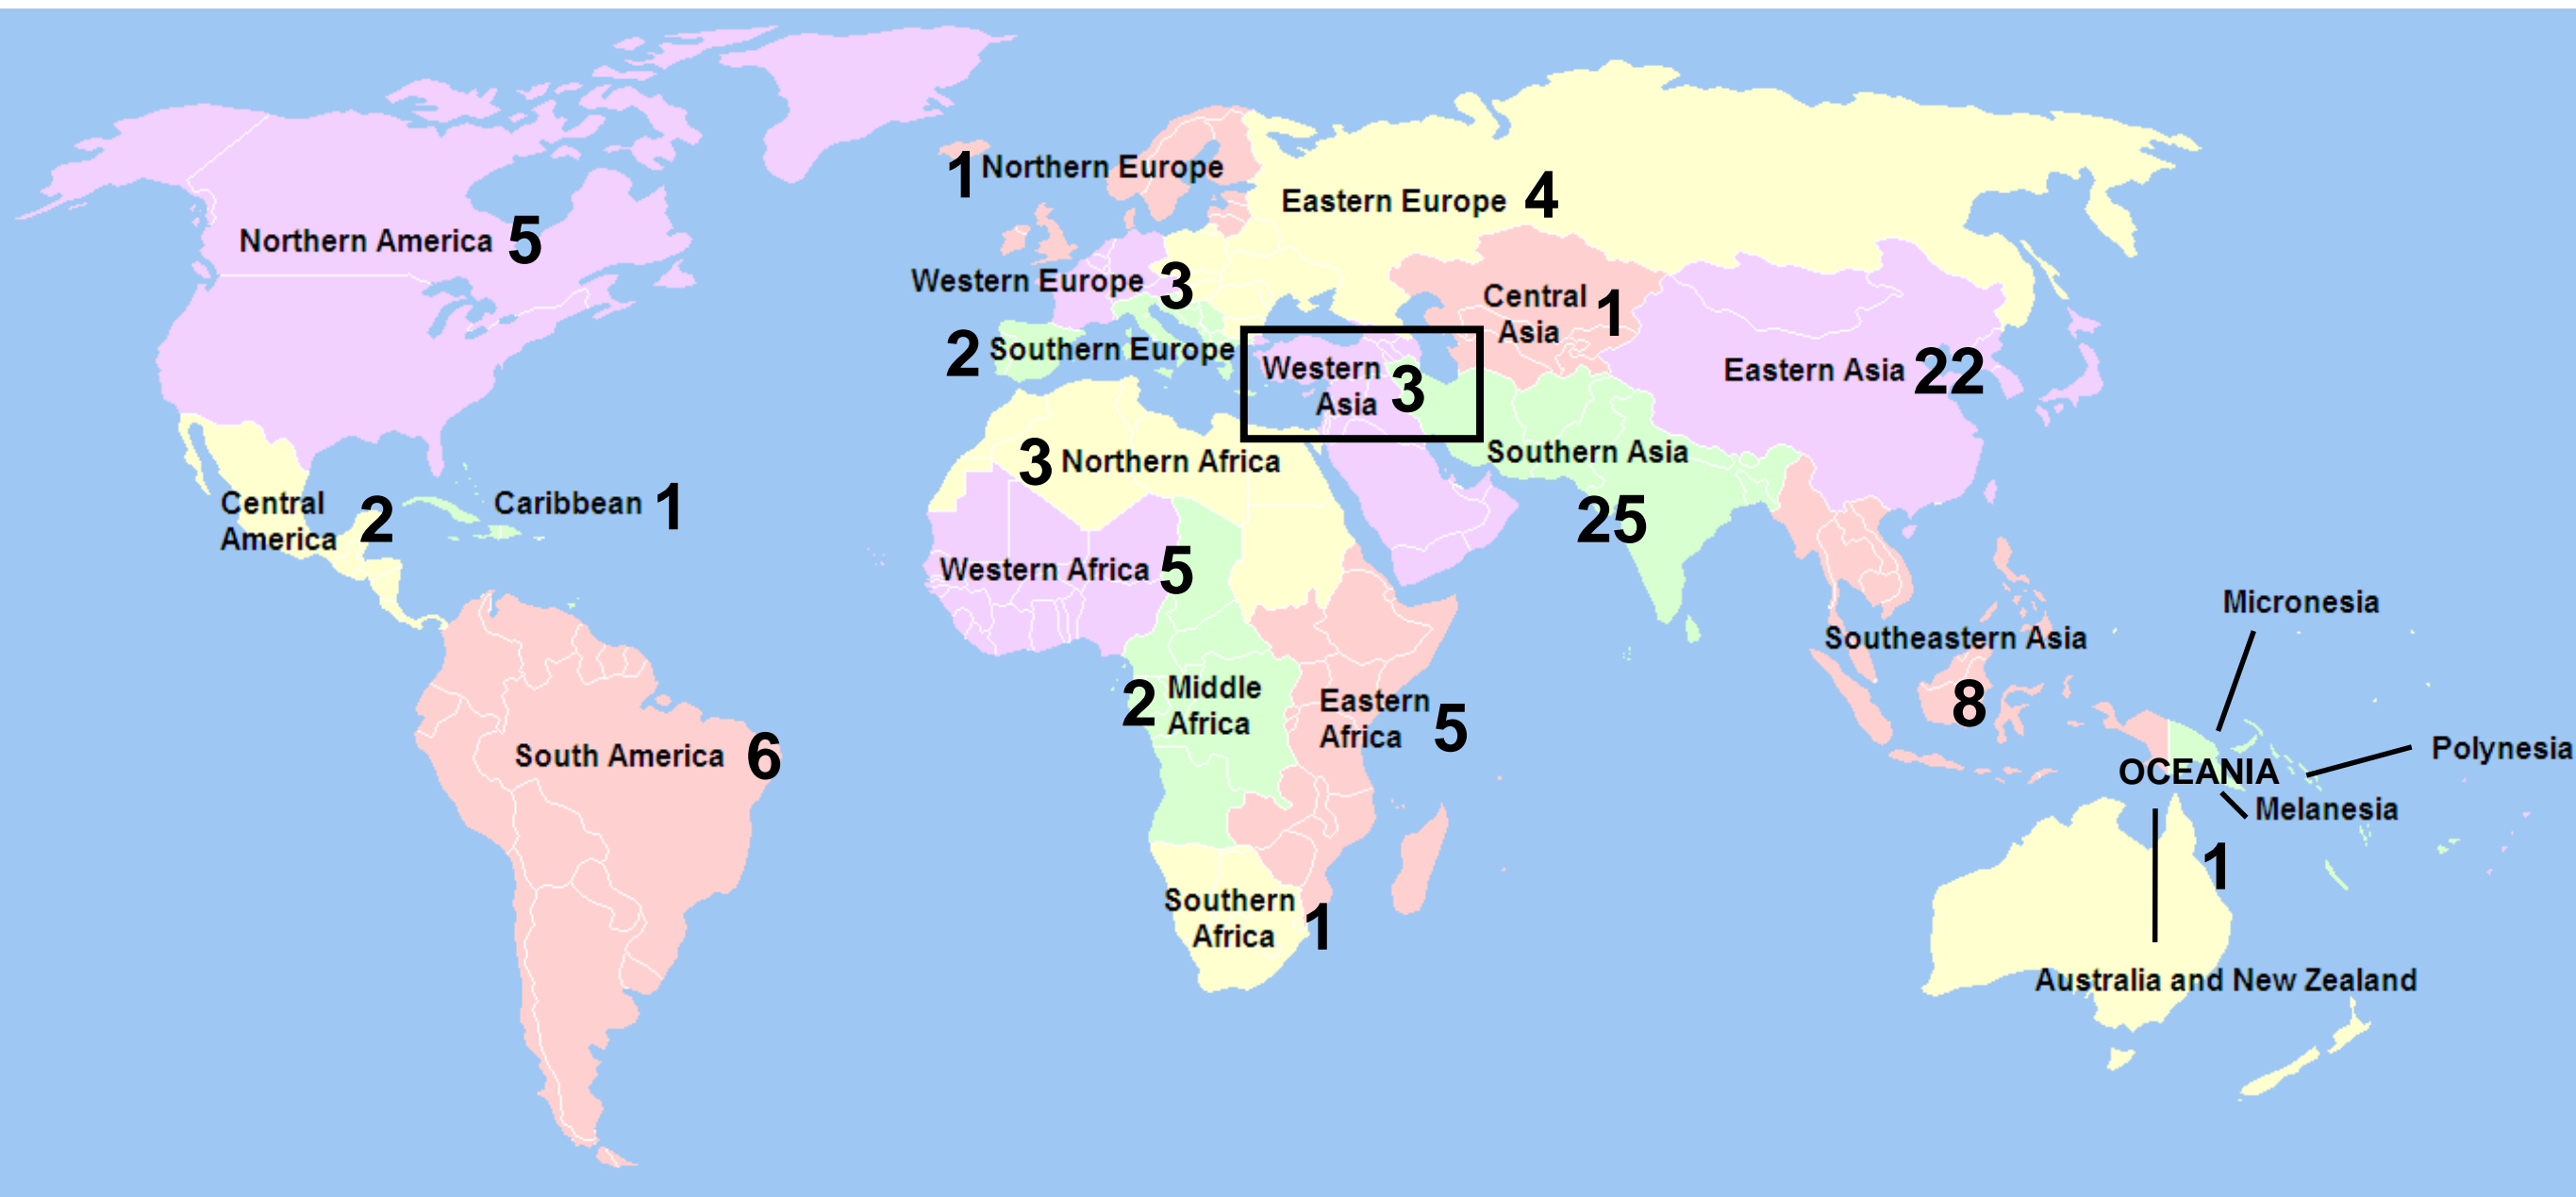 1 Northern Europe
Eastern Europe 4
Northern America 5
Western Europe 3
Central
Asia 1
2 Southern Europe
Western
Asia 3
Eastern Asia 22
Southern Asia
25
3 Northern Africa
Central
America 2
Caribbean 1
Western Africa 5
Micronesia
Southeastern Asia
8
2 Middle
Africa
Eastern
Africa 5
South America 6
Polynesia
OCEANIA
Melanesia
1
Southern
Africa 1
Australia and New Zealand